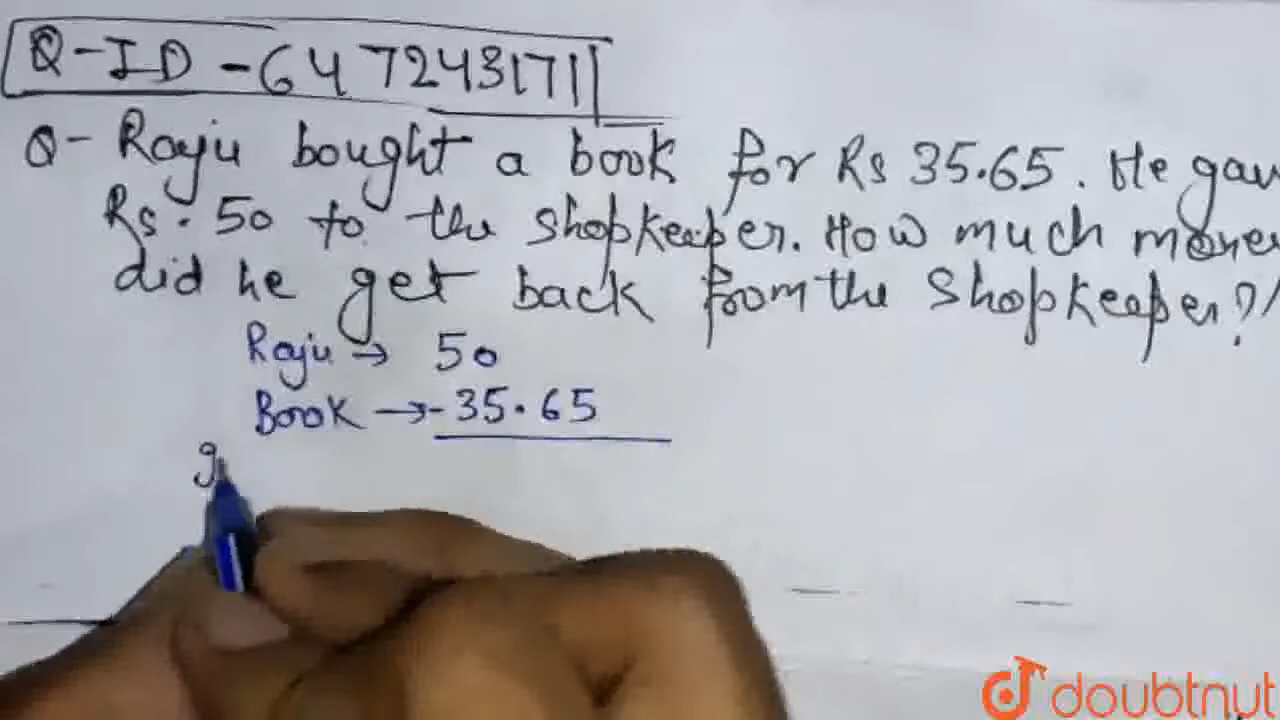 Q-ID-647243171
Q- Raju bought a book for Rs 35.65. He gav
Rs. 50 to the shopkeeper. How much mone
did he get back from the shopkeeper?/
Raju → 50
Book → -35.65
g
doubtnut